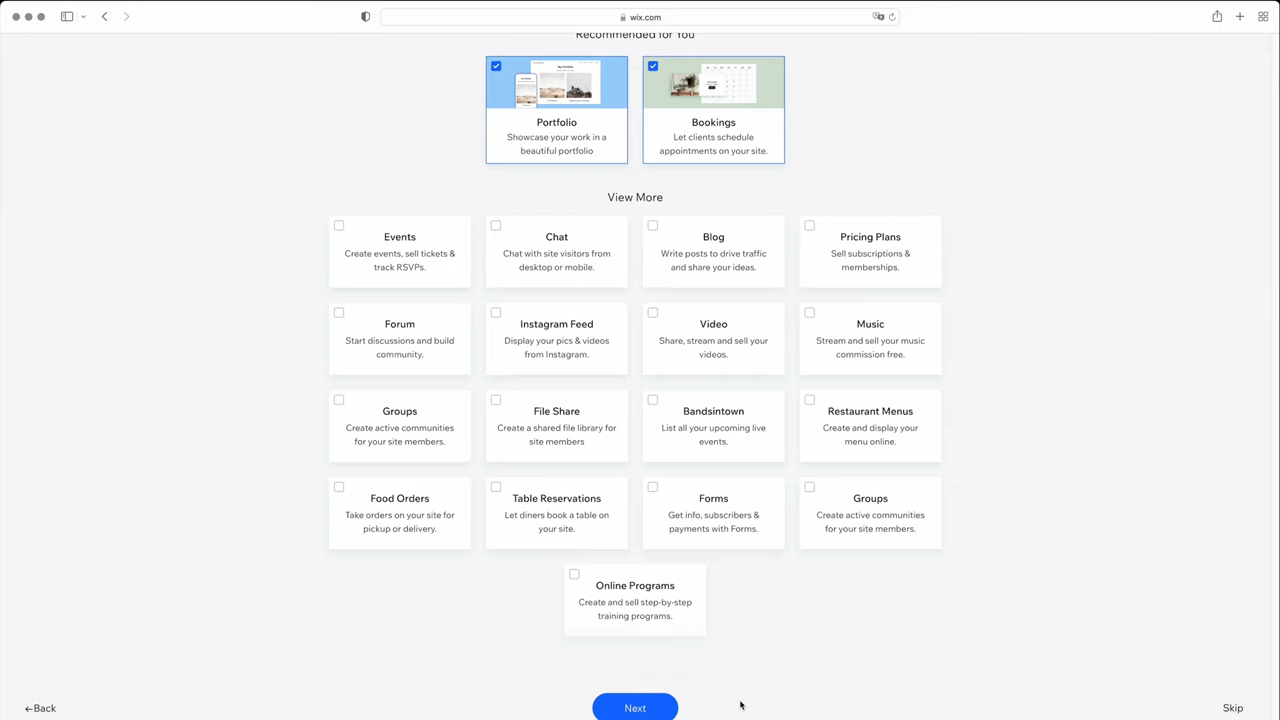 wix.com
Recommended for You
Portfolio
Showcase your work in a
beautiful portfolio
Bookings
Let clients schedule
appointments on your site.
View More
Events
Create events, sell tickets &
track RSVPs.
Chat
Chat with site visitors from
desktop or mobile.
Blog
Write posts to drive traffic
and share your ideas.
Pricing Plans
Sell subscriptions &
memberships.
Forum
Start discussions and build
community.
Instagram Feed
Display your pics & videos
from Instagram.
Video
Share, stream and sell your
videos.
Music
Stream and sell your music
commission free.
Groups
Create active communities
for your site members.
File Share
Create a shared file library for
site members
Bandsintown
List all your upcoming live
events.
Restaurant Menus
Create and display your
menu online.
Food Orders
Take orders on your site for
pickup or delivery.
Table Reservations
Let diners book a table on
your site.
Forms
Get info, subscribers &
payments with Forms.
Groups
Create active communities
for your site members.
Online Programs
Create and sell step-by-step
training programs.
←Back
Next
Skip